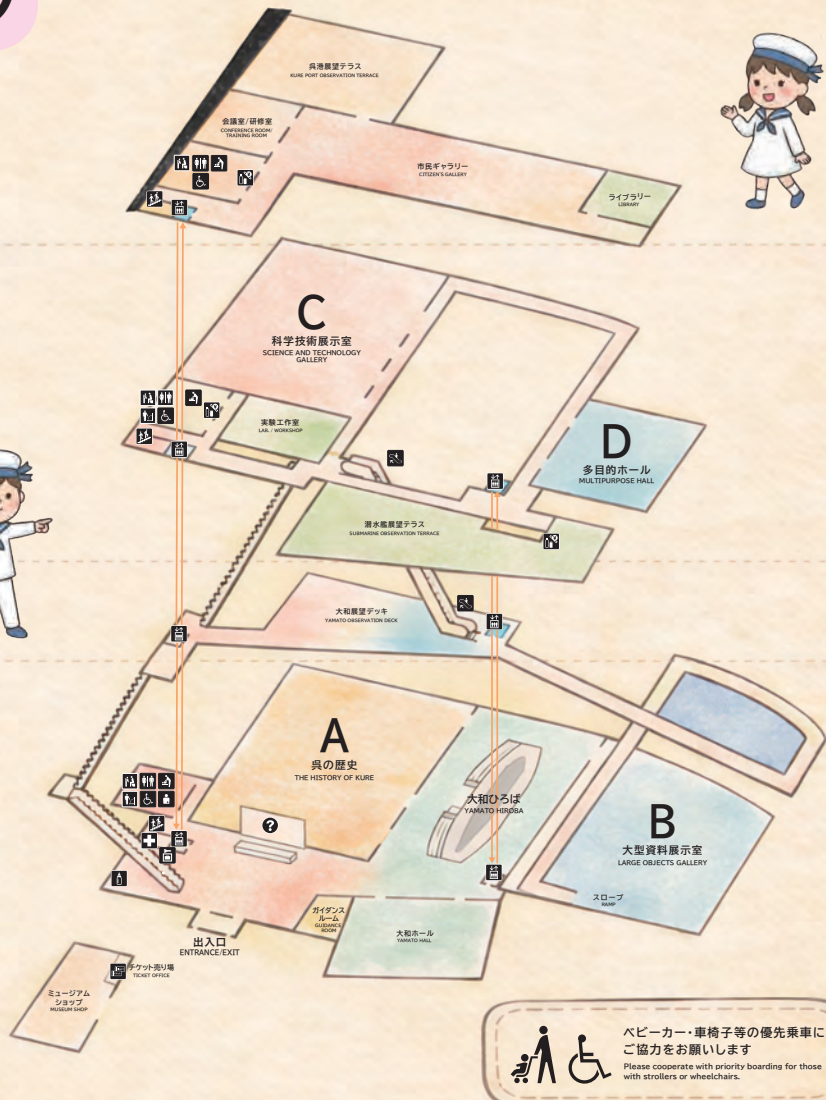 呉港展望テラス
KURE PORT OBSERVATION TERRACE
会議室/研修室
CONFERENCE ROOM/
TRAINING ROOM
市民ギャラリー
CITIZEN'S GALLERY
ライブラリー
LIBRARY
C
科学技術展示室
SCIENCE AND TECHNOLOGY
GALLERY
実験工作室
LAB. / WORKSHOP
D
多目的ホール
MULTIPURPOSE HALL
潜水艦展望テラス
SUBMARINE OBSERVATION TERRACE
大和展望デッキ
YAMATO OBSERVATION DECK
A
呉の歴史
THE HISTORY OF KURE
?
大和ひろば
YAMATO HIROBA
B
大型資料展示室
LARGE OBJECTS GALLERY
スロープ
RAMP
ガイダンス
ルーム
GUIDANCE
ROOM
大和ホール
YAMATO HALL
出入口
ENTRANCE/EXIT
チケット売り場
TICKET OFFICE
ミュージアム
ショップ
MUSEUM SHOP
ベビーカー・車椅子等の優先乗車に
ご協力をお願いします
Please cooperate with priority boarding for those
with strollers or wheelchairs.